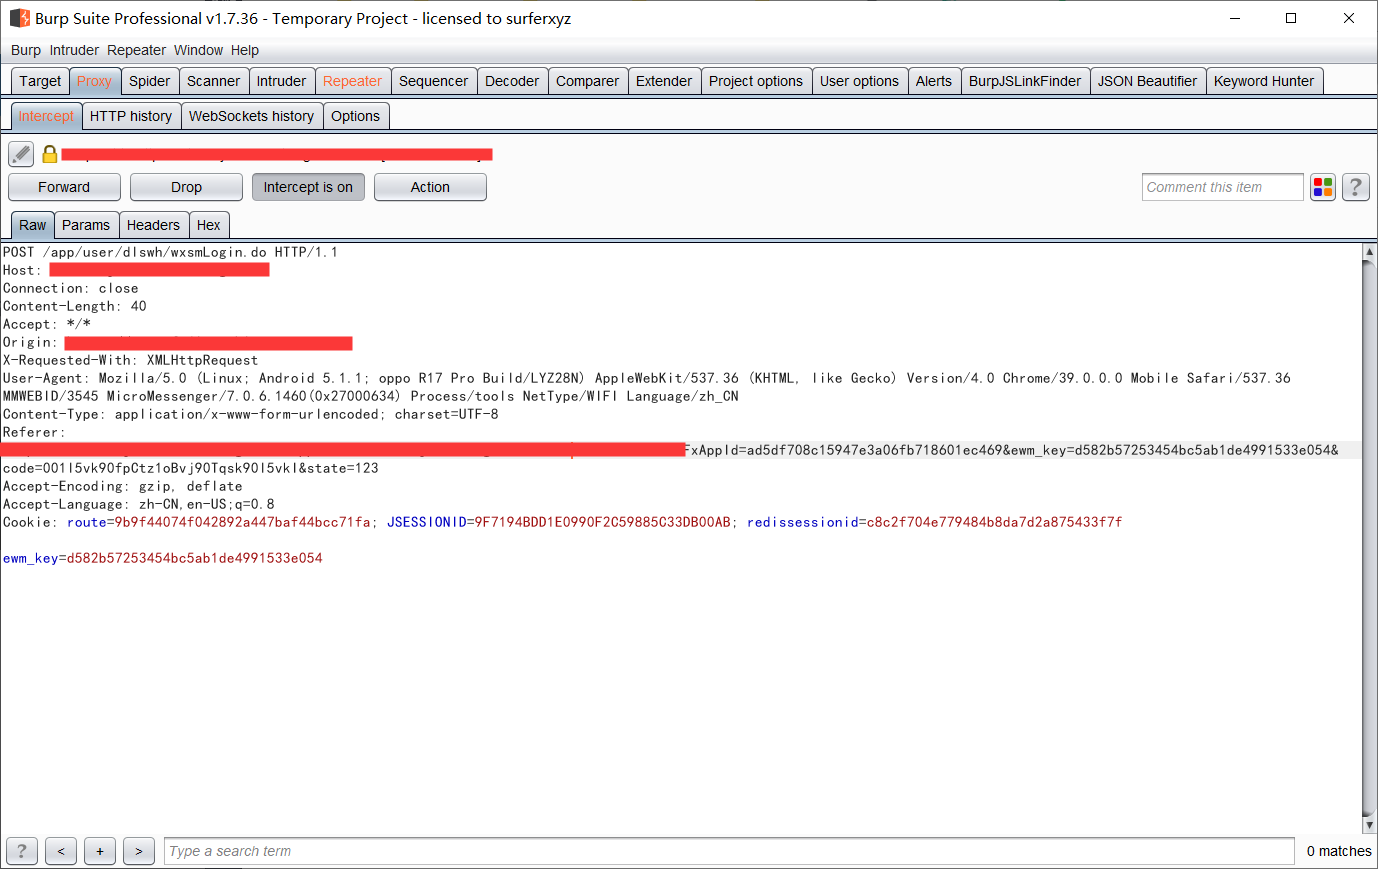 Burp Suite Professional v1.7.36 - Temporary Project - licensed to surferxyz
Burp Intruder Repeater Window Help
Target Proxy Spider Scanner Intruder Repeater Sequencer Decoder Comparer Extender Project options User options Alerts BurpJSLinkFinder JSON Beautifier Keyword Hunter
Intercept HTTP history WebSockets history Options
Forward Drop Intercept is on Action Comment this item ?
Raw Params Headers Hex
POST /app/user/dlswh/wxsmLogin.do HTTP/1.1
Host:
Connection: close
Content-Length: 40
Accept: */*
Origin:
X-Requested-With: XMLHttpRequest
User-Agent: Mozilla/5.0 (Linux; Android 5.1.1; oppo R17 Pro Build/LYZ28N) AppleWebKit/537.36 (KHTML, like Gecko) Version/4.0 Chrome/39.0.0.0 Mobile Safari/537.36
MMWEBID/3545 MicroMessenger/7.0.6.1460(0x27000634) Process/tools NetType/WIFI Language/zh_CN
Content-Type: application/x-www-form-urlencoded; charset=UTF-8
Referer:
FxAppId=ad5df708c15947e3a06fb718601ec469&ewm_key=d582b57253454bc5ab1de4991533e054&
code=001l5vk90fpCtz1oBvj90Tqsk90l5vkl&state=123
Accept-Encoding: gzip, deflate
Accept-Language: zh-CN,en-US;q=0.8
Cookie: route=9b9f44074f042892a447baf44bcc71fa; JSESSIONID=9F7194BDD1E0990F2C59885C33DB00AB; redissessionid=c8c2f704e779484b8da7d2a875433f7f
ewm_key=d582b57253454bc5ab1de4991533e054
? < + > Type a search term 0 matches